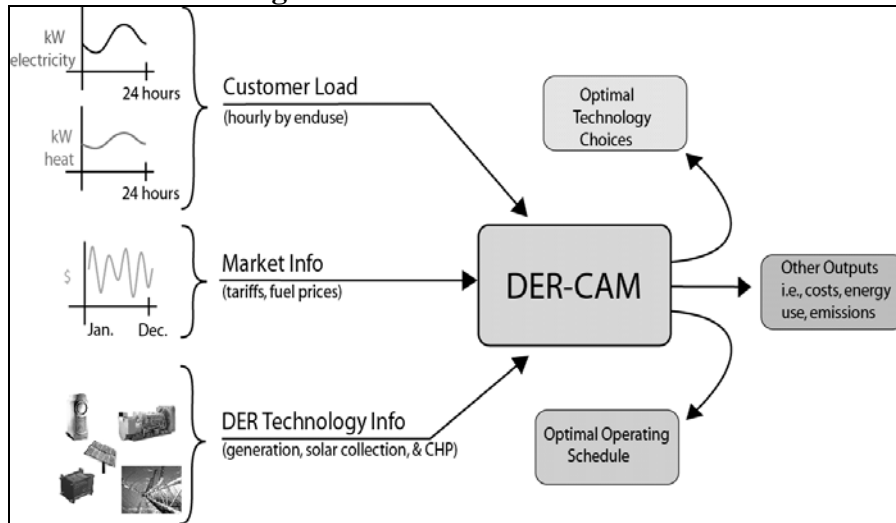 kW
electricity
24 hours
kW
heat
24 hours
Customer Load
(hourly by enduse)
$
Jan. Dec.
Market Info
(tariffs, fuel prices)
DER Technology Info
(generation, solar collection, & CHP)
DER-CAM
Optimal
Technology
Choices
Other Outputs
i.e., costs, energy
use, emissions
Optimal Operating
Schedule